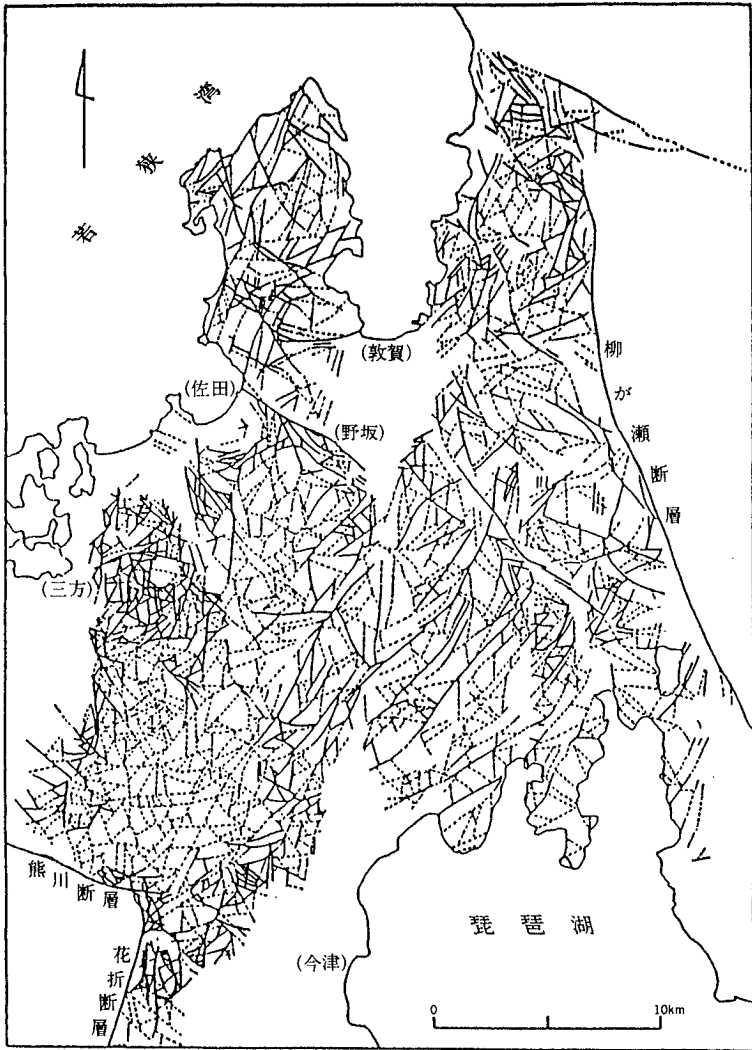 若狭湾
(敦賀)
(佐田)
(野坂)
柳が瀬断層
(三方)
熊川断層
花折断層
琵琶湖
(今津)
0 10km